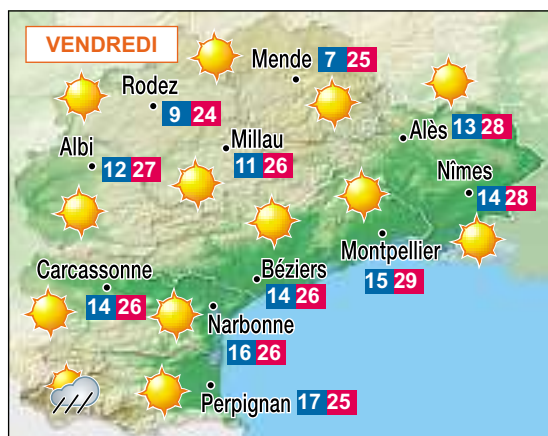 VENDREDI
Mende 7 25
Rodez
9 24
Alès 13 28
Millau
11 26
Albi
12 27
Nîmes
14 28
Montpellier
15 29
Béziers
14 26
Carcassonne
14 26
Narbonne
16 26
Perpignan 17 25